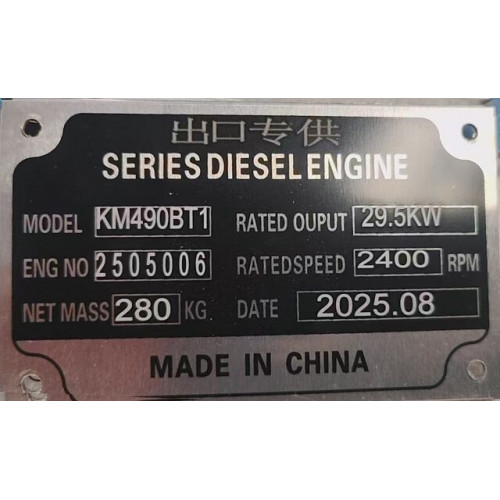 出口专供
SERIES DIESEL ENGINE
MODEL KM490BT1 RATED OUPUT 29.5KW
ENG NO 2505006 RATEDSPEED 2400 RPM
NET MASS 280 KG DATE 2025.08
MADE IN CHINA